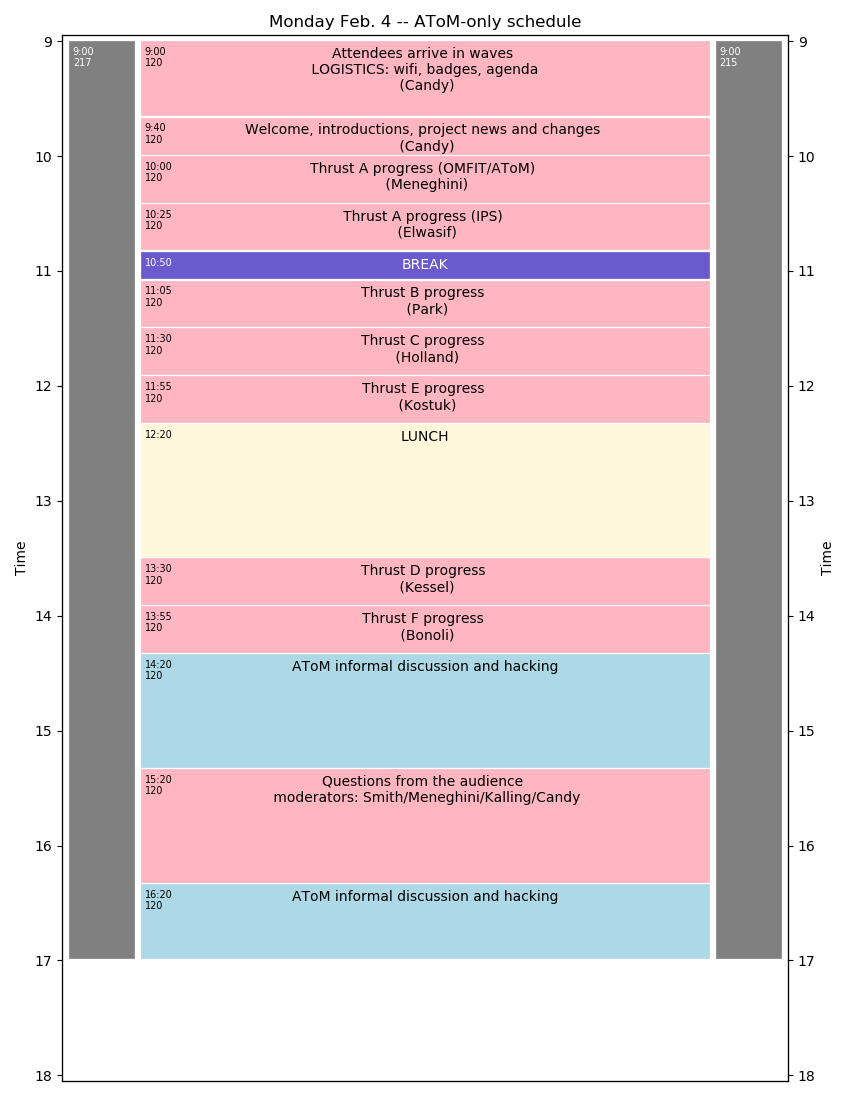 Monday Feb. 4 -- AToM-only schedule
9
9
9:00
217
9:00
120
Attendees arrive in waves
LOGISTICS: wifi, badges, agenda
(Candy)
9:00
215
9:40
120
Welcome, introductions, project news and changes
(Candy)
10
10
10:00
120
Thrust A progress (OMFIT/AToM)
(Meneghini)
10:25
120
Thrust A progress (IPS)
(Elwasif)
10:50
BREAK
11
11
11:05
120
Thrust B progress
(Park)
11:30
120
Thrust C progress
(Holland)
12
12
11:55
120
Thrust E progress
(Kostuk)
12:20
LUNCH
13
13
Time
Time
13:30
120
Thrust D progress
(Kessel)
14
14
13:55
120
Thrust F progress
(Bonoli)
14:20
120
AToM informal discussion and hacking
15
15
15:20
120
Questions from the audience
moderators: Smith/Meneghini/Kalling/Candy
16
16
16:20
120
AToM informal discussion and hacking
17
17
18
18